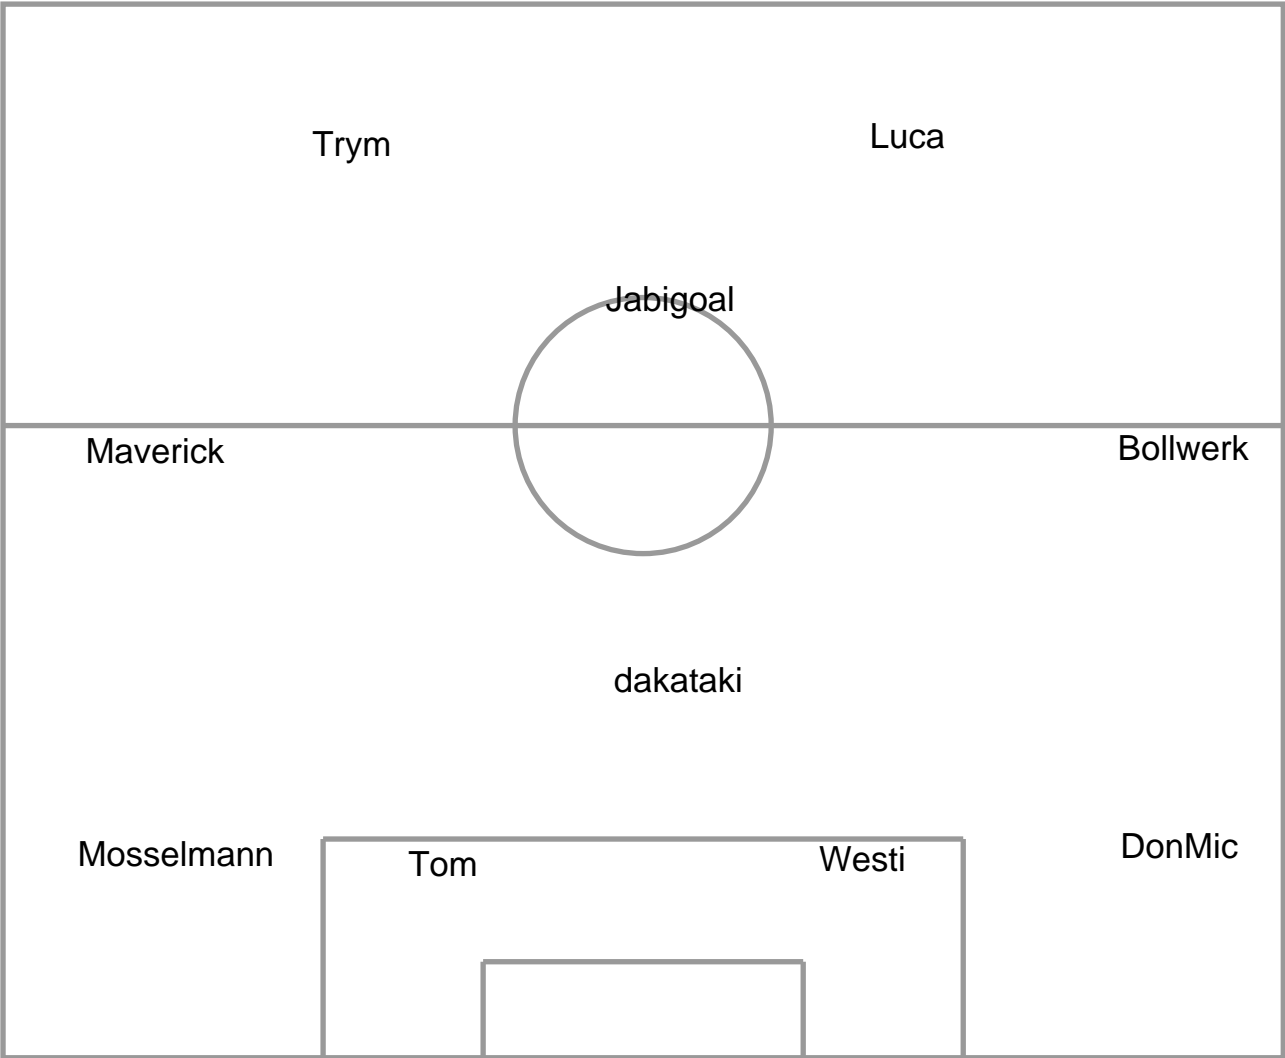 Trym
Luca
Jabigoal
Maverick
Bollwerk
dakataki
Mosselmann
Tom
Westi
DonMic